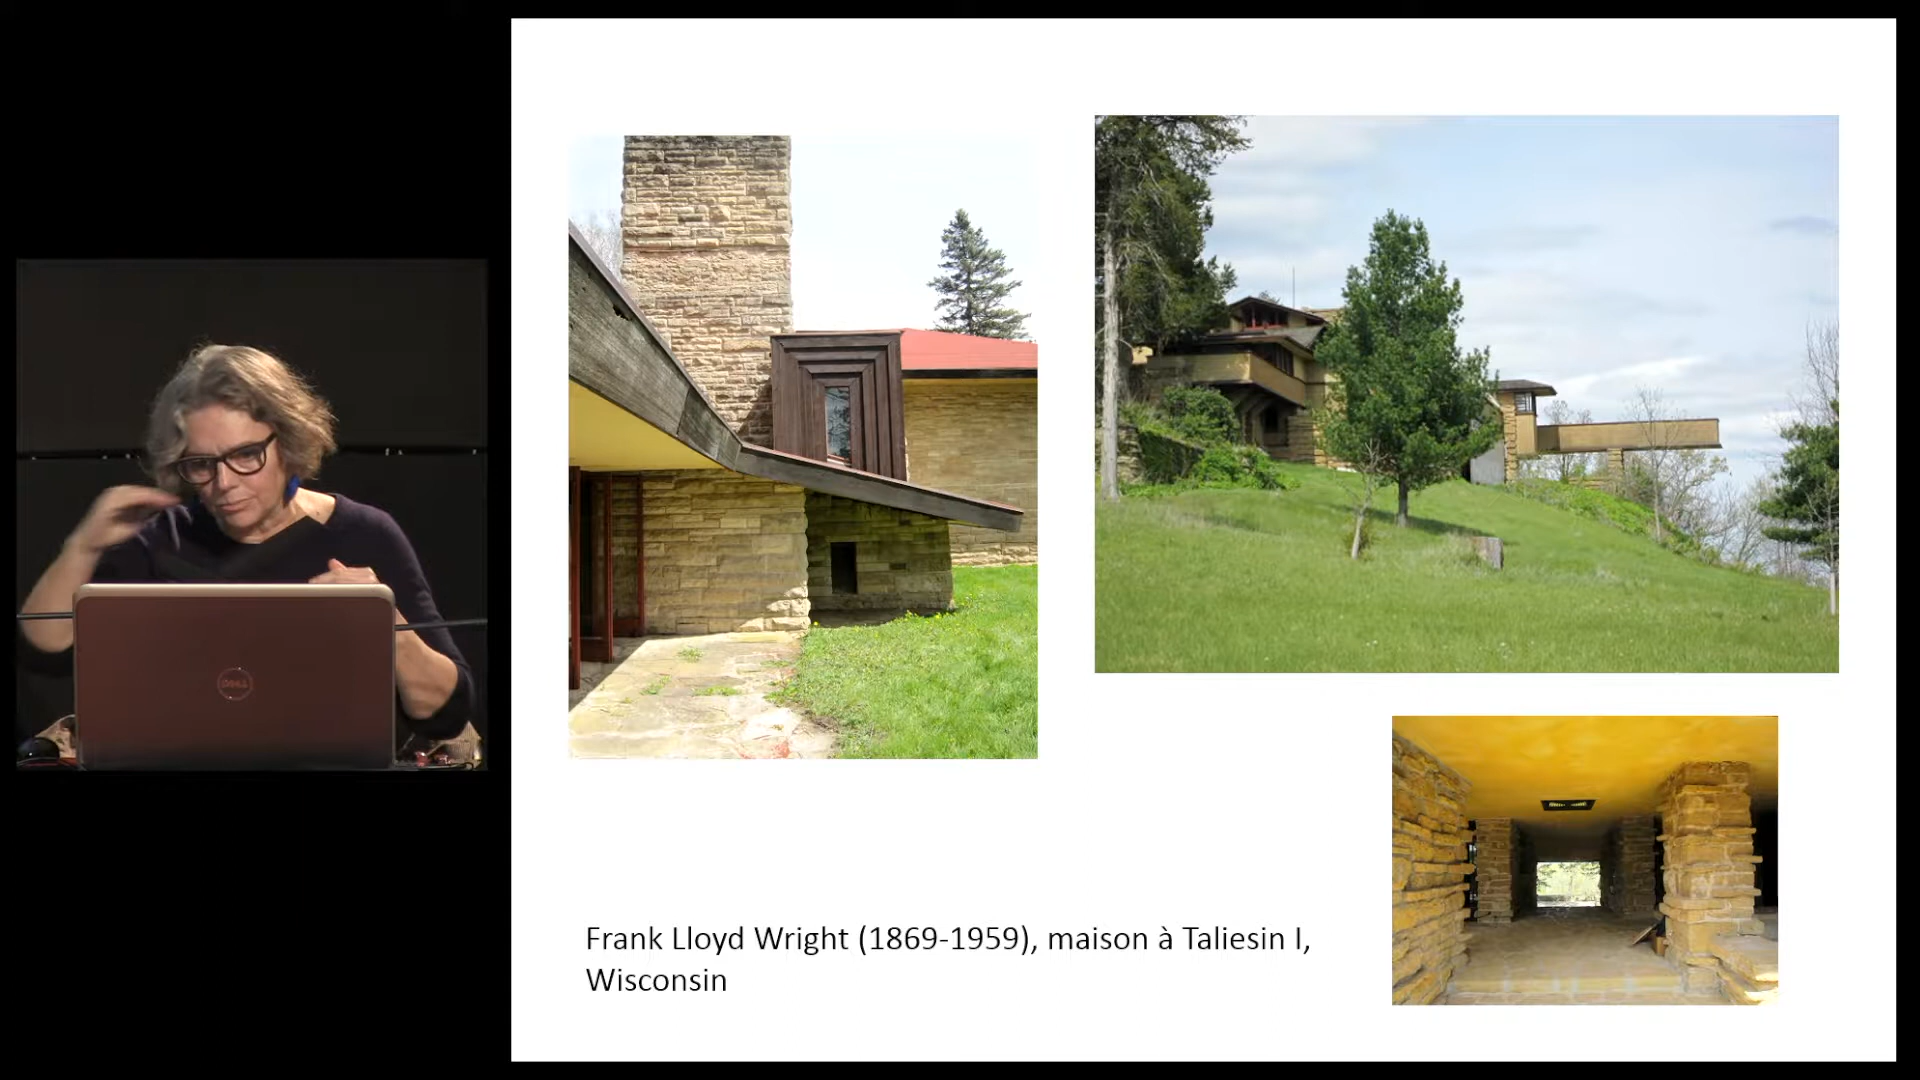 Frank Lloyd Wright (1869-1959), maison à Taliesin I,
Wisconsin
DELL